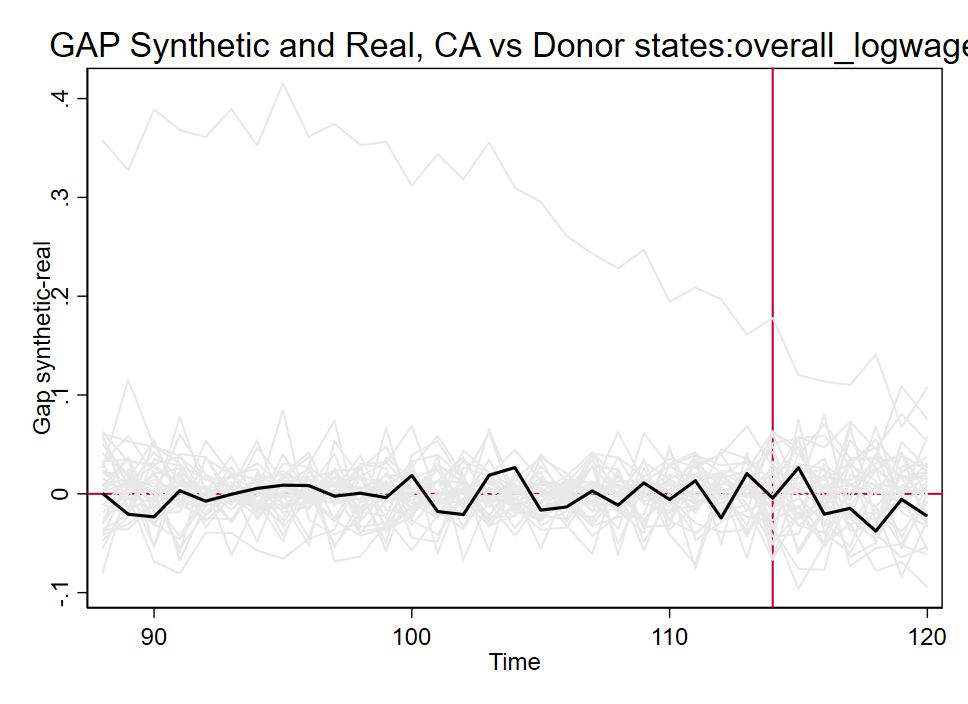 GAP Synthetic and Real, CA vs Donor states:overall_logwage
.4
.3
.2
.1
0
-.1
Gap synthetic-real
90 100 110 120
Time